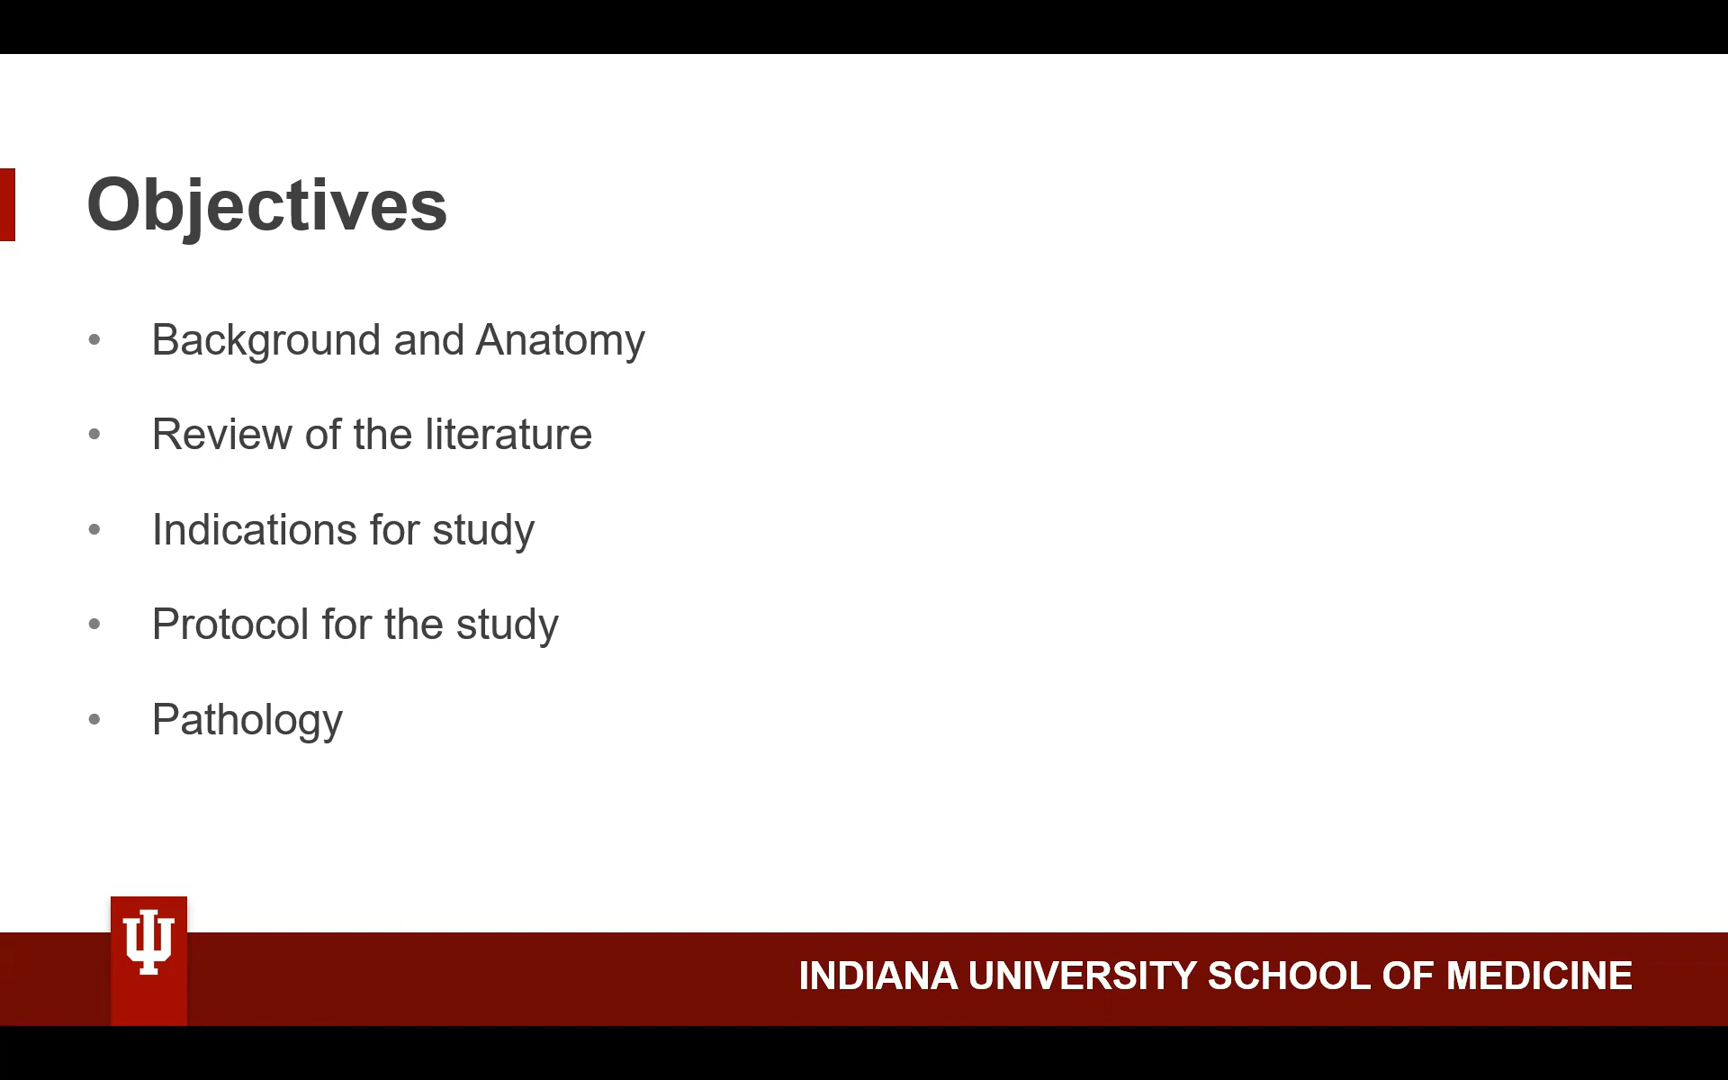 Objectives
• Background and Anatomy
• Review of the literature
• Indications for study
• Protocol for the study
• Pathology
INDIANA UNIVERSITY SCHOOL OF MEDICINE